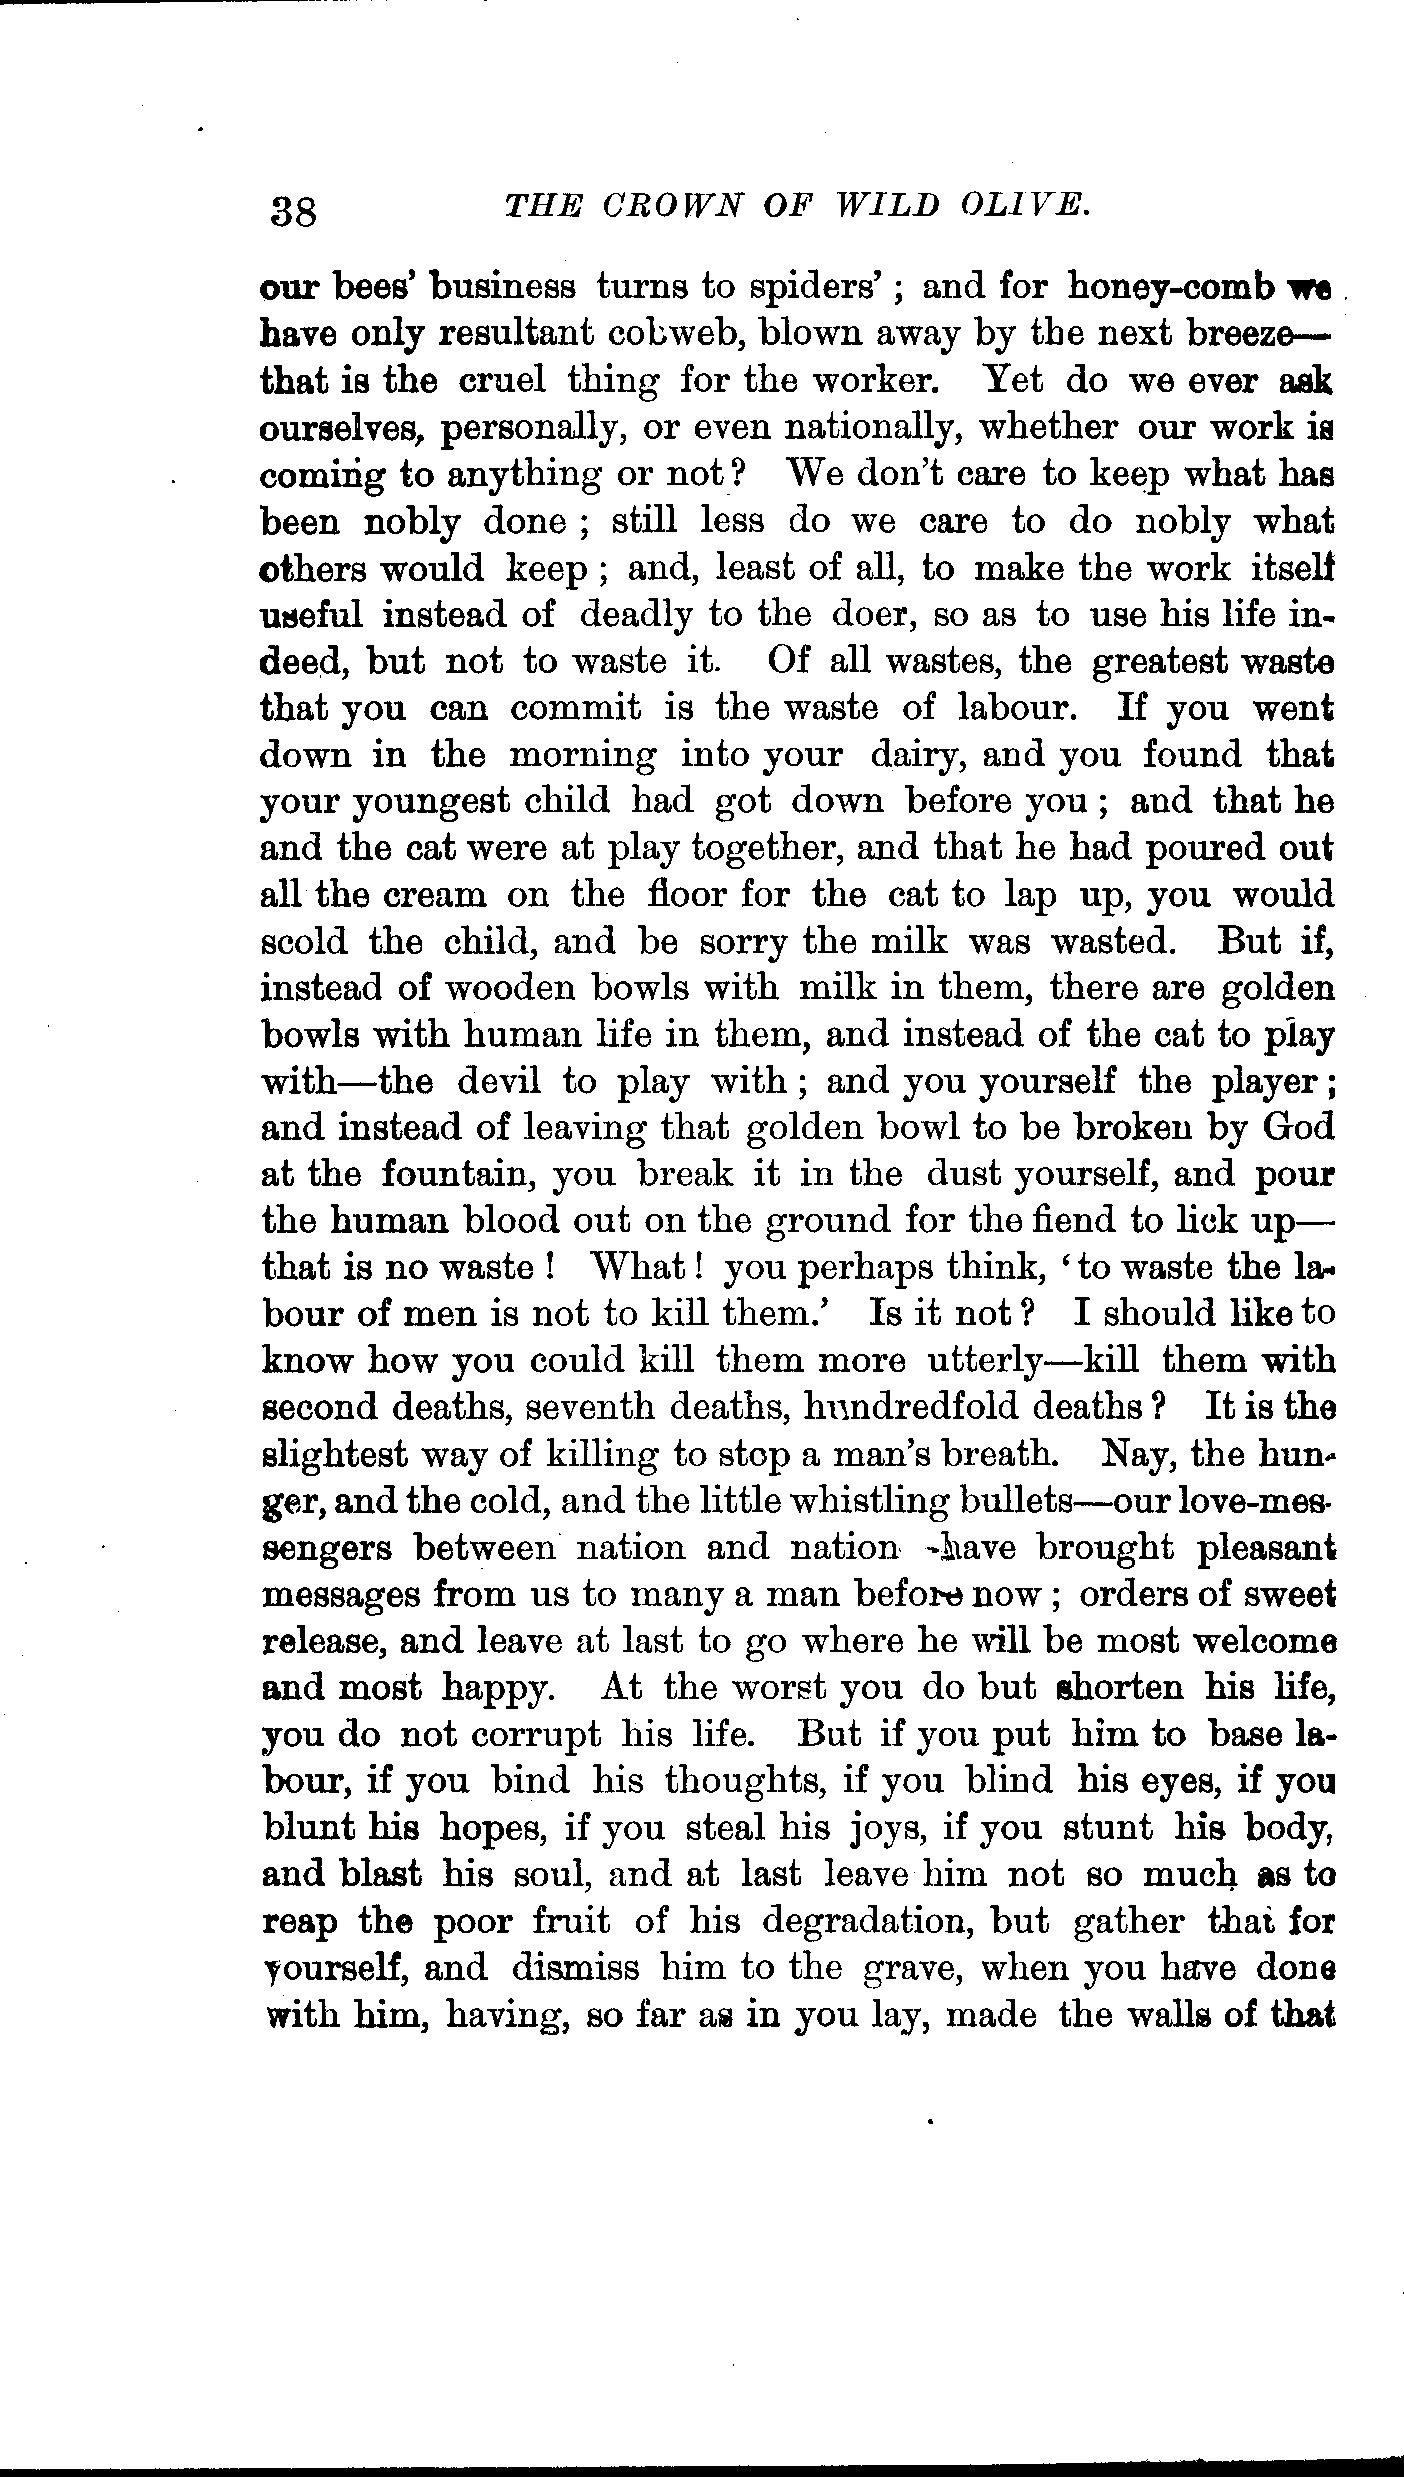 38 THE CROWN OF WILD OLIVE.
our bees' business turns to spiders' ; and for honey-comb we
have only resultant cobweb, blown away by the next breeze—
that is the cruel thing for the worker. Yet do we ever ask
ourselves, personally, or even nationally, whether our work is
coming to anything or not? We don't care to keep what has
been nobly done ; still less do we care to do nobly what
others would keep ; and, least of all, to make the work itself
useful instead of deadly to the doer, so as to use his life in-
deed, but not to waste it. Of all wastes, the greatest waste
that you can commit is the waste of labour. If you went
down in the morning into your dairy, and you found that
your youngest child had got down before you ; and that he
and the cat were at play together, and that he had poured out
all the cream on the floor for the cat to lap up, you would
scold the child, and be sorry the milk was wasted. But if,
instead of wooden bowls with milk in them, there are golden
bowls with human life in them, and instead of the cat to play
with—the devil to play with ; and you yourself the player ;
and instead of leaving that golden bowl to be broken by God
at the fountain, you break it in the dust yourself, and pour
the human blood out on the ground for the fiend to lick up—
that is no waste ! What ! you perhaps think, ‘ to waste the la-
bour of men is not to kill them.’ Is it not ? I should like to
know how you could kill them more utterly—kill them with
second deaths, seventh deaths, hundredfold deaths ? It is the
slightest way of killing to stop a man's breath. Nay, the hun-
ger, and the cold, and the little whistling bullets—our love-mes-
sengers between nation and nation -have brought pleasant
messages from us to many a man before now ; orders of sweet
release, and leave at last to go where he will be most welcome
and most happy. At the worst you do but shorten his life,
you do not corrupt his life. But if you put him to base la-
bour, if you bind his thoughts, if you blind his eyes, if you
blunt his hopes, if you steal his joys, if you stunt his body,
and blast his soul, and at last leave him not so much as to
reap the poor fruit of his degradation, but gather that for
yourself, and dismiss him to the grave, when you have done
with him, having, so far as in you lay, made the walls of that